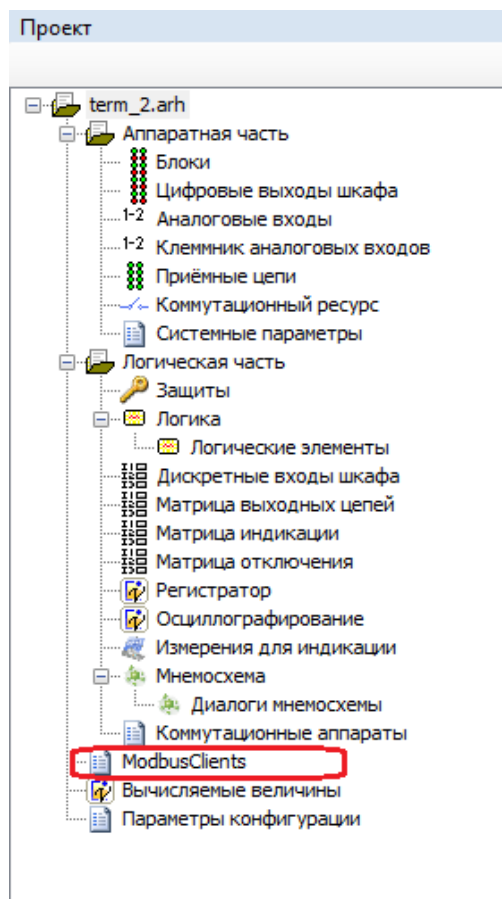 Проект
term_2.arh
Аппаратная часть
Блоки
Цифровые выходы шкафа
1-2 Аналоговые входы
1-2 Клеммник аналоговых входов
Приёмные цепи
Коммутационный ресурс
Системные параметры
Логическая часть
Защиты
Логика
Логические элементы
Дискретные входы шкафа
Матрица выходных цепей
Матрица индикации
Матрица отключения
Регистратор
Осциллографирование
Измерения для индикации
Мнемосхема
Диалоги мнемосхемы
Коммутационные аппараты
ModbusClients
Вычисляемые величины
Параметры конфигурации